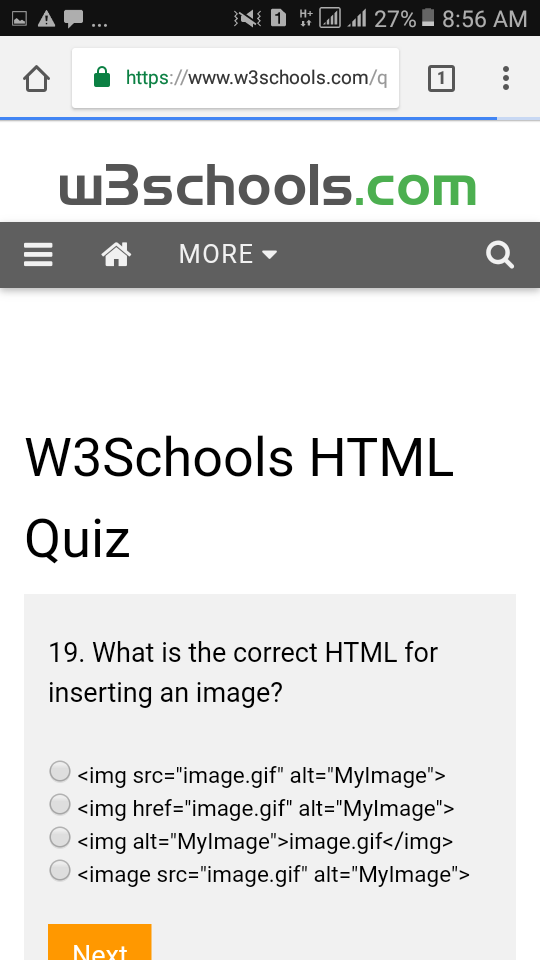 ... 1 H+ 27% 8:56 AM
https://www.w3schools.com/q 1
w3schools.com
MORE
W3Schools HTML
Quiz
19. What is the correct HTML for
inserting an image?
<img src="image.gif" alt="MyImage">
<img href="image.gif" alt="MyImage">
<img alt="MyImage">image.gif</img>
<image src="image.gif" alt="MyImage">
Next